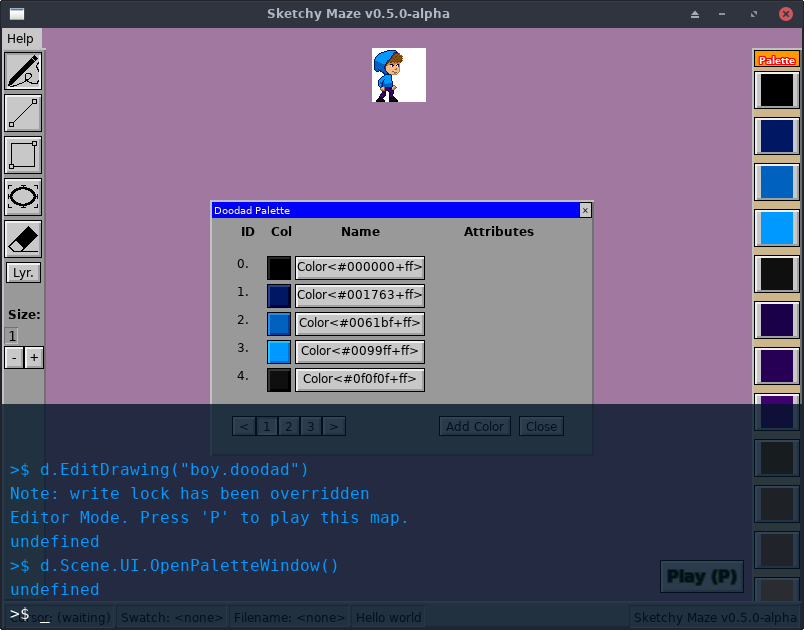 Sketchy Maze v0.5.0-alpha
Help
Palette
Doodad Palette
ID Col Name Attributes
0. Color<#000000+ff>
1. Color<#001763+ff>
2. Color<#0061bf+ff>
3. Color<#0099ff+ff>
4. Color<#0f0f0f+ff>
Lyr.
Size:
1
- +
< 1 2 3 > Add Color Close
>$ d.EditDrawing("boy.doodad")
Note: write lock has been overridden
Editor Mode. Press 'P' to play this map.
undefined
>$ d.Scene.UI.OpenPaletteWindow()
undefined
Play (P)
>$ _
(waiting) Swatch: <none> Filename: <none> Hello world Sketchy Maze v0.5.0-alpha